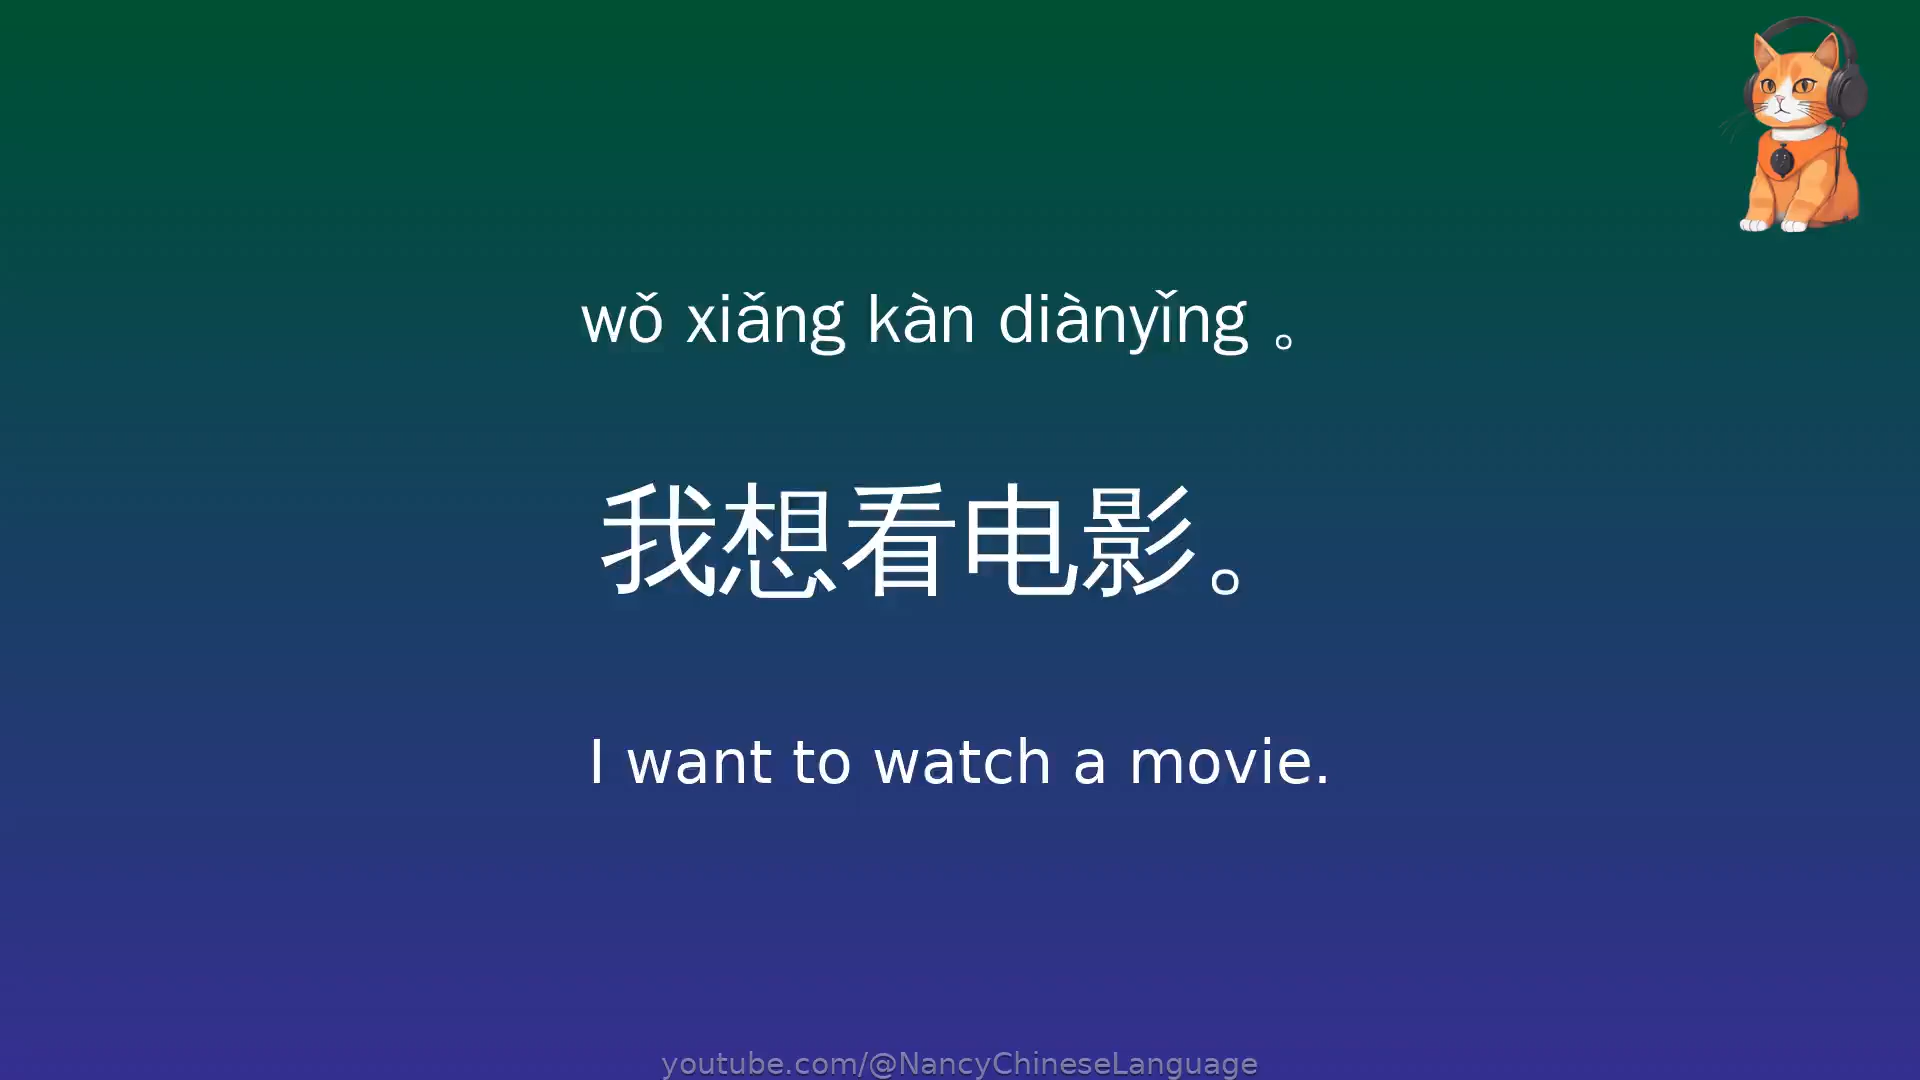 wǒ xiǎng kàn diànyǐng 。
我想看电影。
I want to watch a movie.
youtube.com/@NancyChineseLanguage